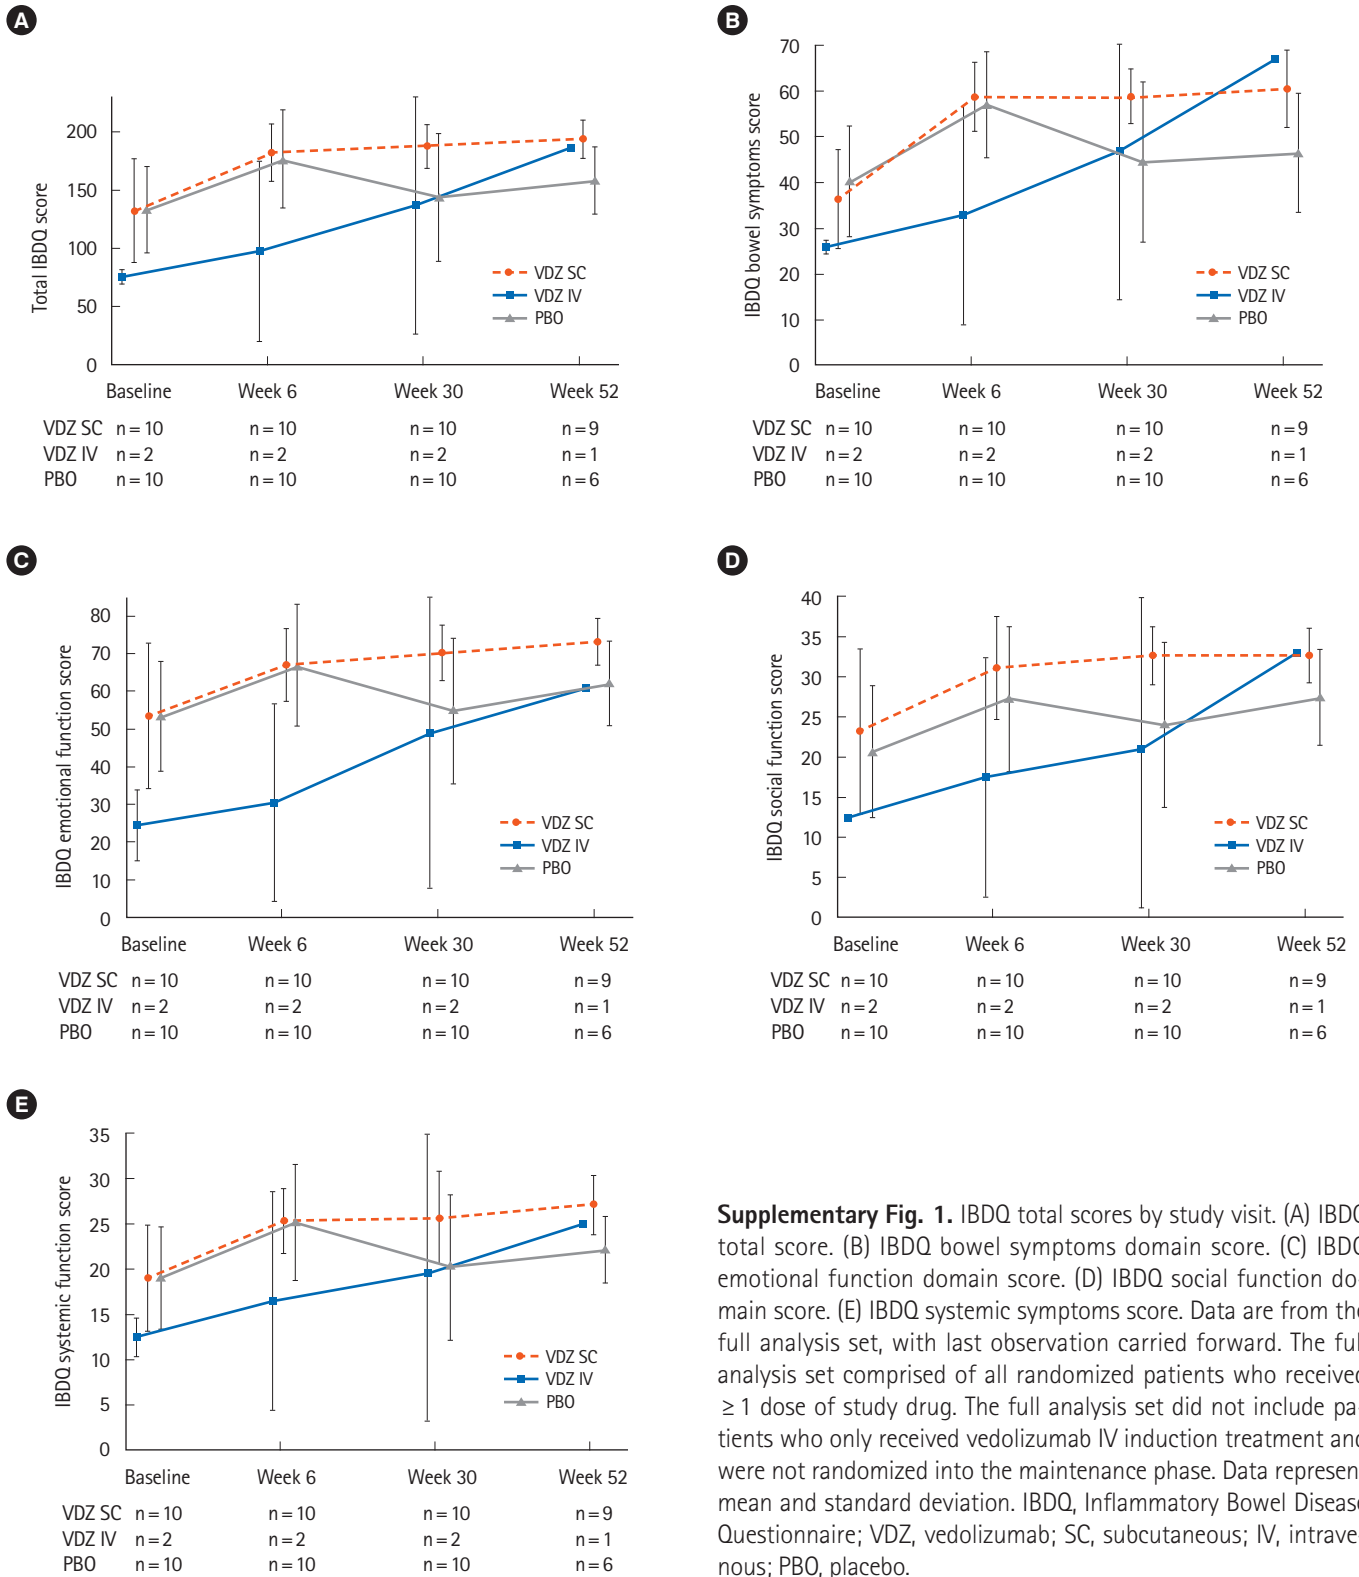 A
Total IBDQ score
200
150
100
50
0
VDZ SC
VDZ IV
PBO
Baseline Week 6 Week 30 Week 52
VDZ SC n=10 n=10 n=10 n=9
VDZ IV n=2 n=2 n=2 n=1
PBO n=10 n=10 n=10 n=6
B
IBDQ bowel symptoms score
70
60
50
40
30
20
10
0
VDZ SC
VDZ IV
PBO
Baseline Week 6 Week 30 Week 52
VDZ SC n=10 n=10 n=10 n=9
VDZ IV n=2 n=2 n=2 n=1
PBO n=10 n=10 n=10 n=6
C
IBDQ emotional function score
80
70
60
50
40
30
20
10
0
VDZ SC
VDZ IV
PBO
Baseline Week 6 Week 30 Week 52
VDZ SC n=10 n=10 n=10 n=9
VDZ IV n=2 n=2 n=2 n=1
PBO n=10 n=10 n=10 n=6
D
IBDQ social function score
40
35
30
25
20
15
10
5
0
VDZ SC
VDZ IV
PBO
Baseline Week 6 Week 30 Week 52
VDZ SC n=10 n=10 n=10 n=9
VDZ IV n=2 n=2 n=2 n=1
PBO n=10 n=10 n=10 n=6
E
IBDQ systemic function score
35
30
25
20
15
10
5
0
VDZ SC
VDZ IV
PBO
Baseline Week 6 Week 30 Week 52
VDZ SC n=10 n=10 n=10 n=9
VDZ IV n=2 n=2 n=2 n=1
PBO n=10 n=10 n=10 n=6
Supplementary Fig. 1. IBDQ total scores by study visit. (A) IBDQ
total score. (B) IBDQ bowel symptoms domain score. (C) IBDQ
emotional function domain score. (D) IBDQ social function do-
main score. (E) IBDQ systemic symptoms score. Data are from the
full analysis set, with last observation carried forward. The full
analysis set comprised of all randomized patients who received
≥1 dose of study drug. The full analysis set did not include pa-
tients who only received vedolizumab IV induction treatment and
were not randomized into the maintenance phase. Data represent
mean and standard deviation. IBDQ, Inflammatory Bowel Disease
Questionnaire; VDZ, vedolizumab; SC, subcutaneous; IV, intrave-
nous; PBO, placebo.